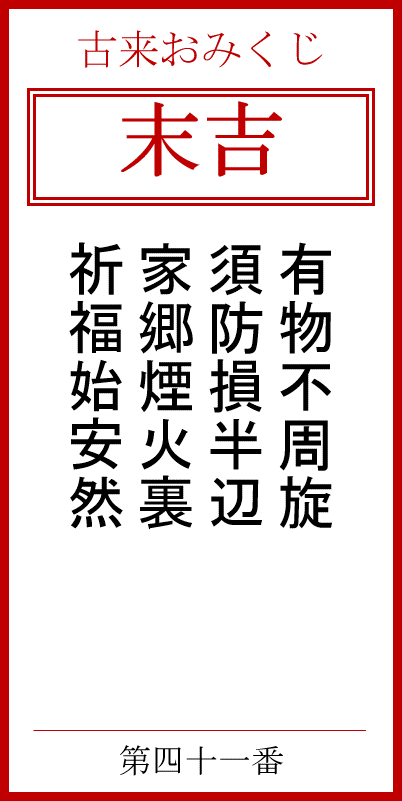 古来おみくじ
末吉
有物不周旋
須防損半辺
家郷煙火裏
祈福始安然
第四十一番